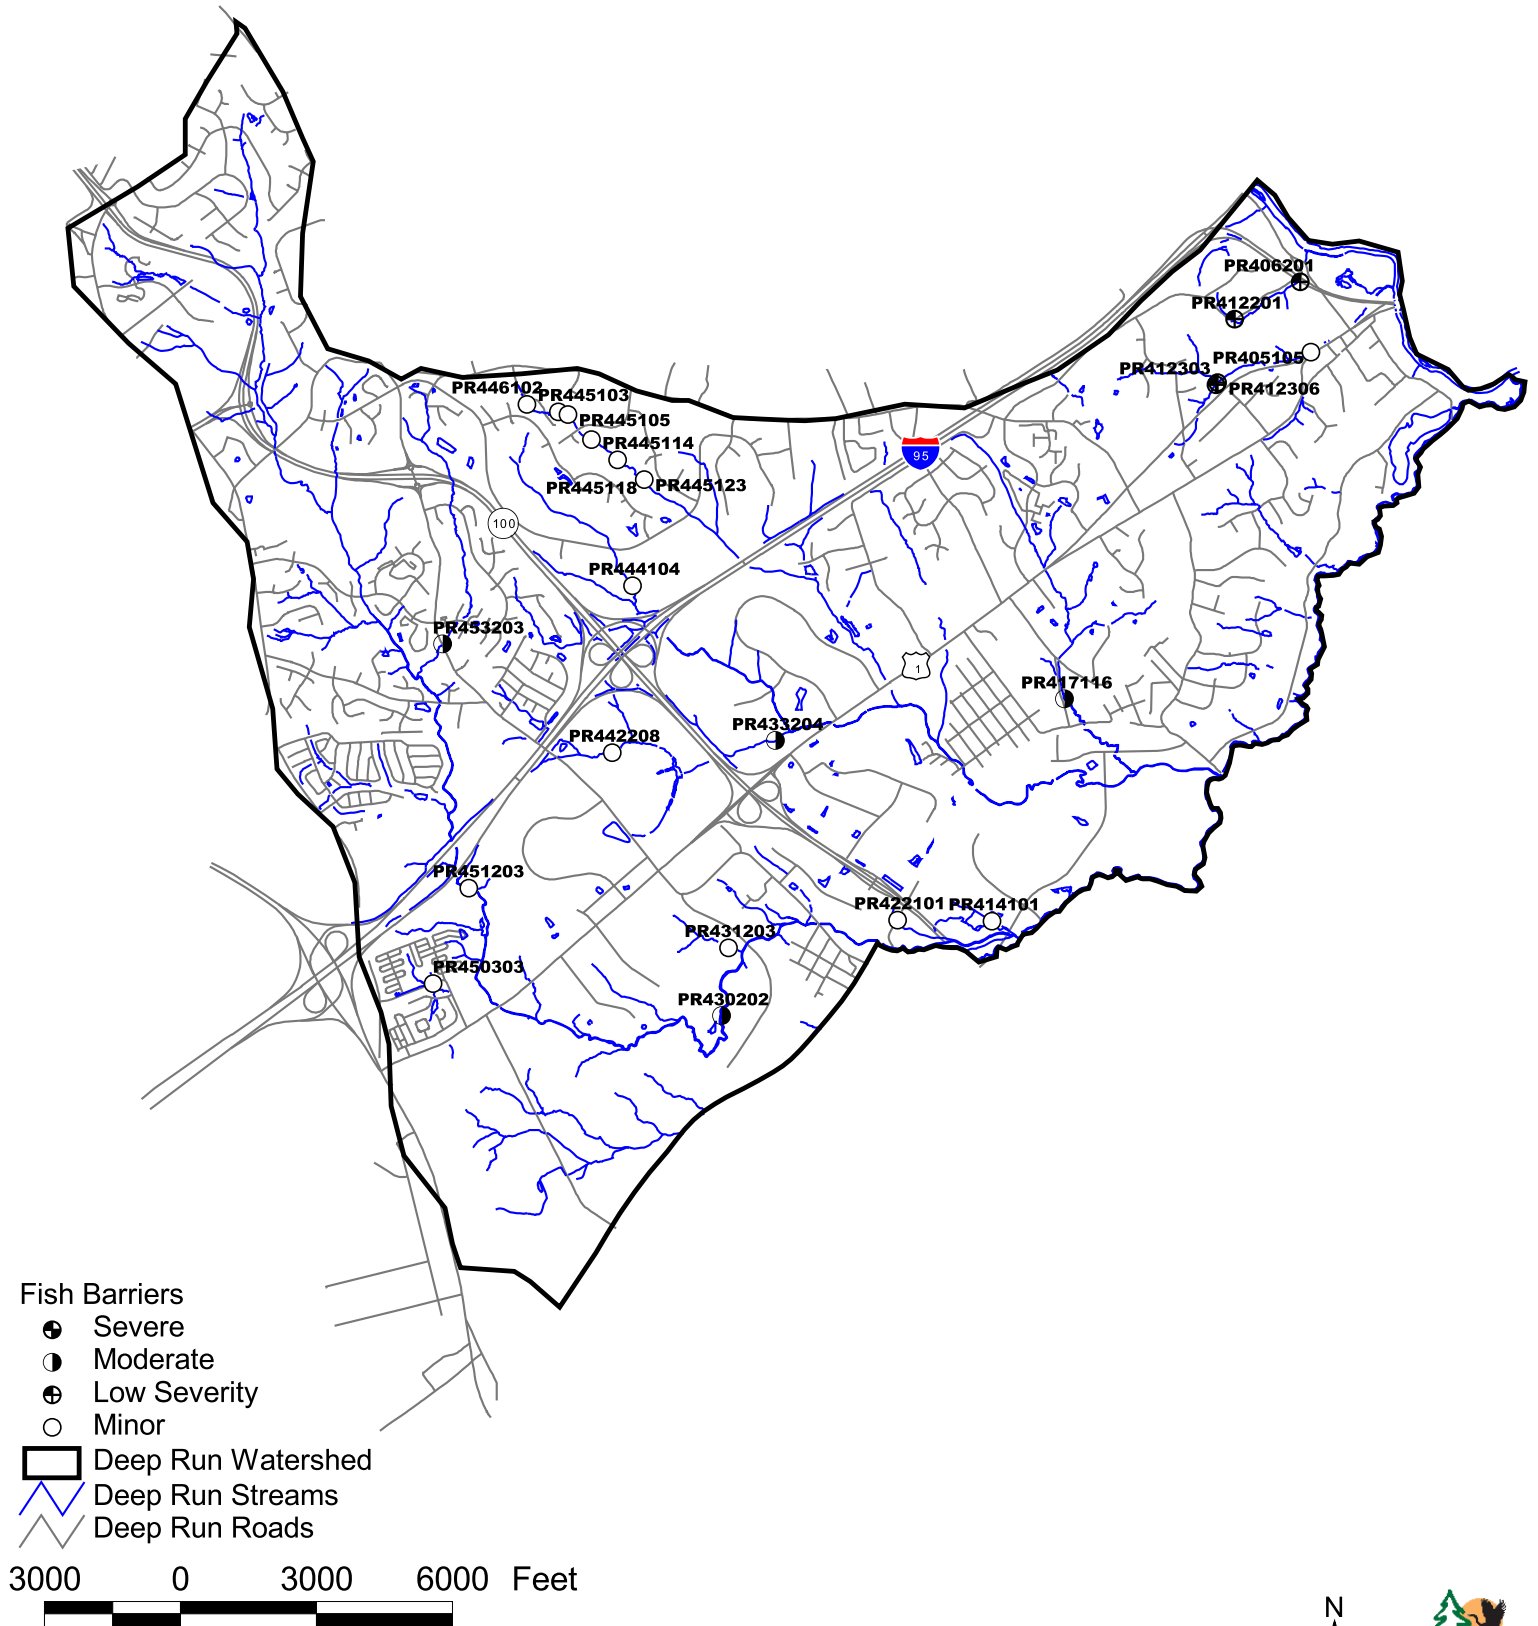 PR406201
PR412201
PR405105
PR412303
PR412306
PR446102
PR445103
PR445105
PR445114
PR445118
PR445123
95
100
PR444104
PR453203
1
PR417116
PR433204
PR442208
PR451203
PR422101
PR414101
PR431203
PR450303
PR430202
Fish Barriers
Severe
Moderate
Low Severity
Minor
Deep Run Watershed
Deep Run Streams
Deep Run Roads
3000 0 3000 6000 Feet
N